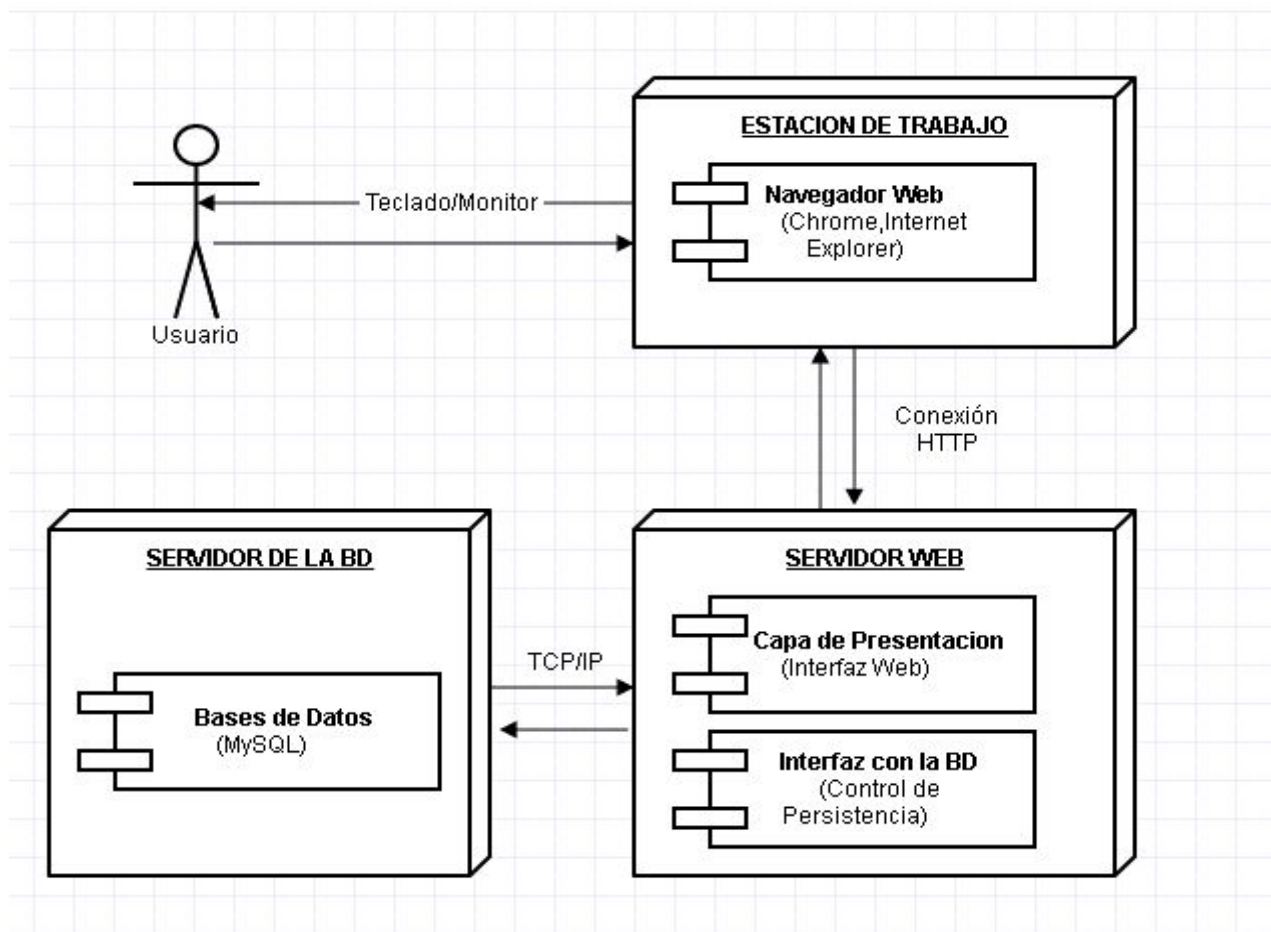 ESTACION DE TRABAJO
Navegador Web
(Chrome,Internet
Explorer)
Teclado/Monitor
Usuario
Conexión
HTTP
SERVIDOR DE LA BD
Bases de Datos
(MySQL)
TCP/IP
SERVIDOR WEB
Capa de Presentacion
(Interfaz Web)
Interfaz con la BD
(Control de
Persistencia)